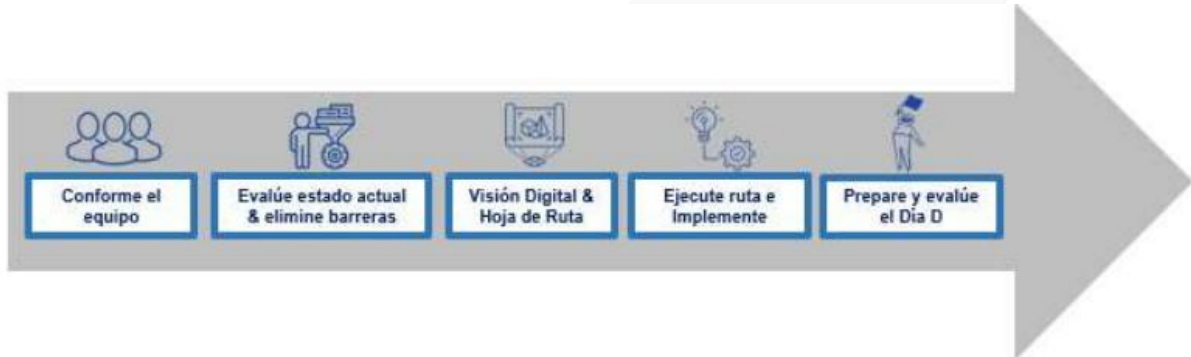 Conforme el
equipo
Evalúe estado actual
& elimine barreras
Visión Digital &
Hoja de Ruta
Ejecute ruta e
Implemente
Prepare y evalúe
el Día D